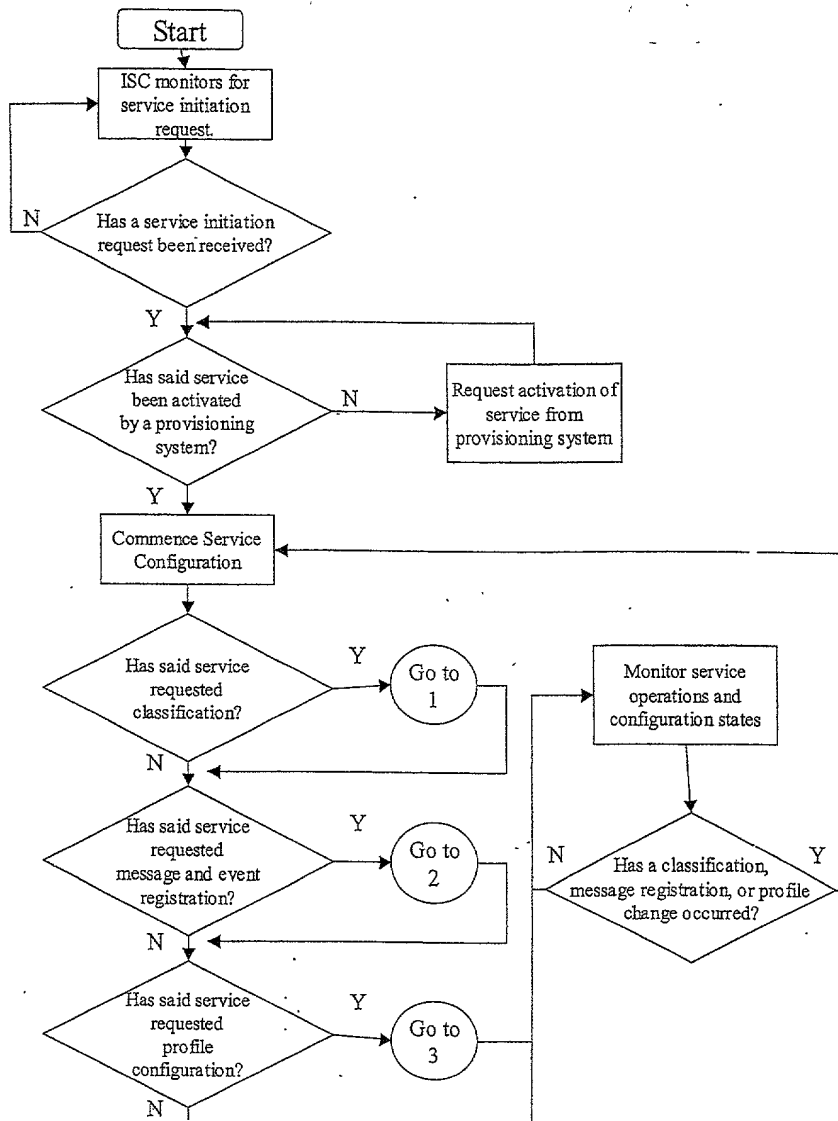 Start
ISC monitors for
service initiation
request.
N
Has a service initiation
request been received?
Y
Has said service
been activated
by a provisioning
system?
N
Request activation of
service from
provisioning system
Y
Commence Service
Configuration
Has said service
requested
classification?
Y
Go to
1
Monitor service
operations and
configuration states
N
Has said service
requested
message and event
registration?
Y
Go to
2
N
Has a classification,
message registration, or profile
change occurred?
Y
N
Has said service
requested
profile
configuration?
Y
Go to
3
N